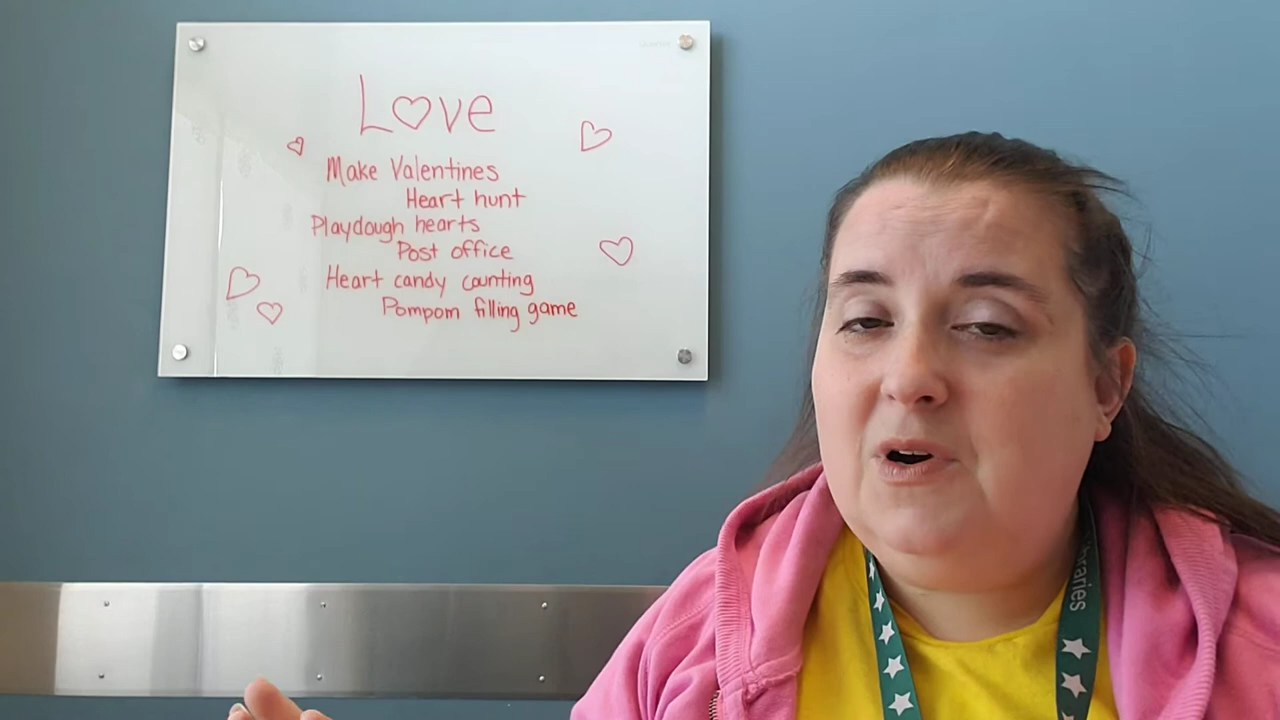 Love
Make Valentines
Heart hunt
Playdough hearts
Post office
Heart candy counting
Pompom filling game